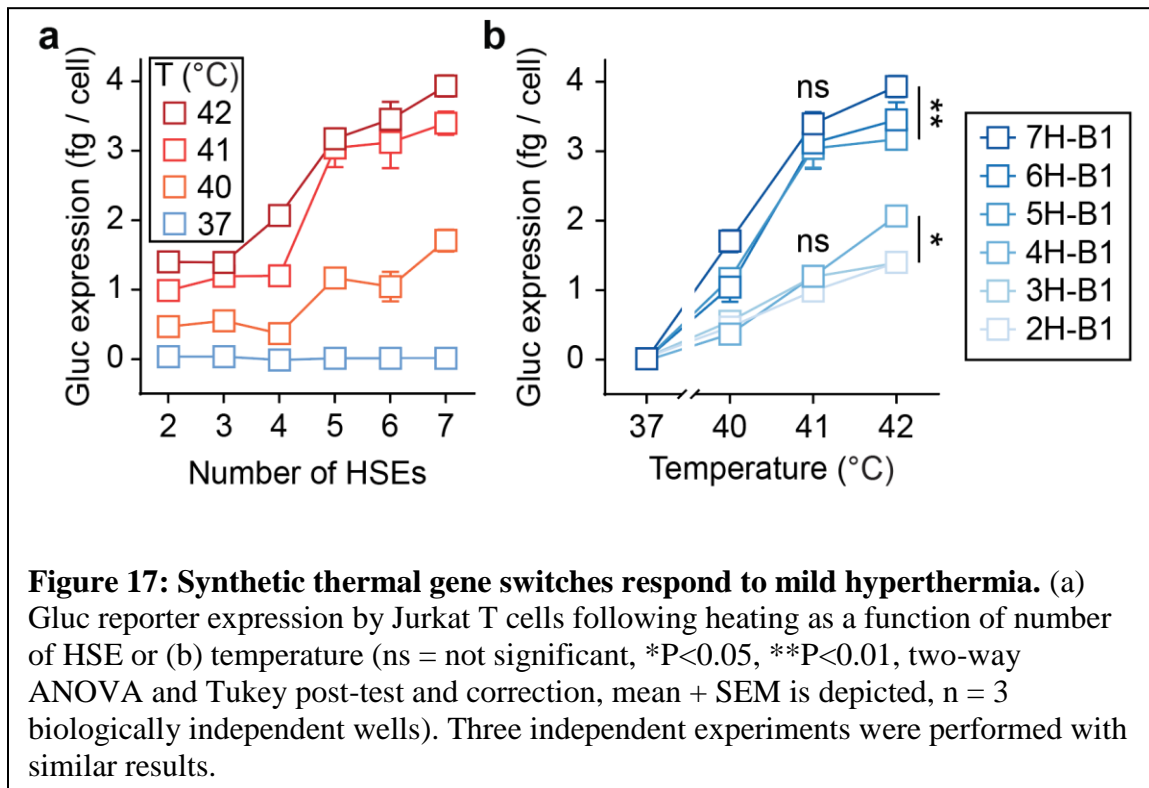 a
Gluc expression (fg / cell)
4
3
2
1
0
T (°C)
42
41
40
37
2 3 4 5 6 7
Number of HSEs
b
Gluc expression (fg / cell)
4
3
2
1
0
ns
**
ns
*
37 40 41 42
Temperature (°C)
7H-B1
6H-B1
5H-B1
4H-B1
3H-B1
2H-B1
Figure 17: Synthetic thermal gene switches respond to mild hyperthermia. (a)
Gluc reporter expression by Jurkat T cells following heating as a function of number
of HSE or (b) temperature (ns = not significant, *P<0.05, **P<0.01, two-way
ANOVA and Tukey post-test and correction, mean + SEM is depicted, n = 3
biologically independent wells). Three independent experiments were performed with
similar results.